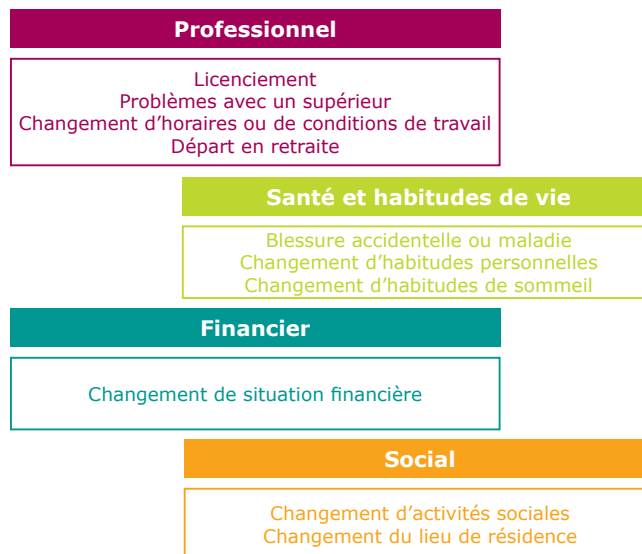 Professionnel
Licenciement
Problèmes avec un supérieur
Changement d’horaires ou de conditions de travail
Départ en retraite
Santé et habitudes de vie
Blessure accidentelle ou maladie
Changement d’habitudes personnelles
Changement d’habitudes de sommeil
Financier
Changement de situation financière
Social
Changement d’activités sociales
Changement du lieu de résidence